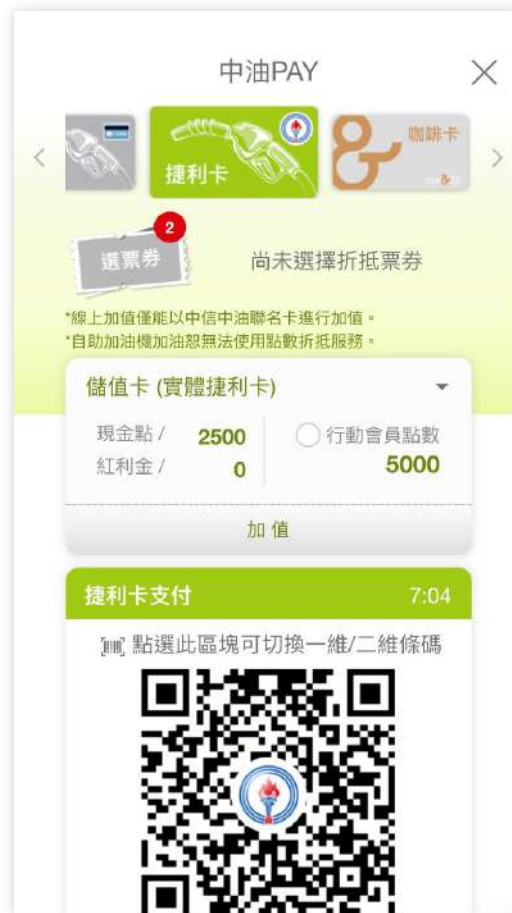 中油PAY
捷利卡
咖啡卡
2
選票券
尚未選擇折抵票券
*線上加值僅能以中信中油聯名卡進行加值。
*自助加油機加油恕無法使用點數折抵服務。
儲值卡 (實體捷利卡)
現金點 / 2500
行動會員點數
紅利金 / 0
5000
加值
捷利卡支付 7:04
點選此區塊可切換一維/二維條碼